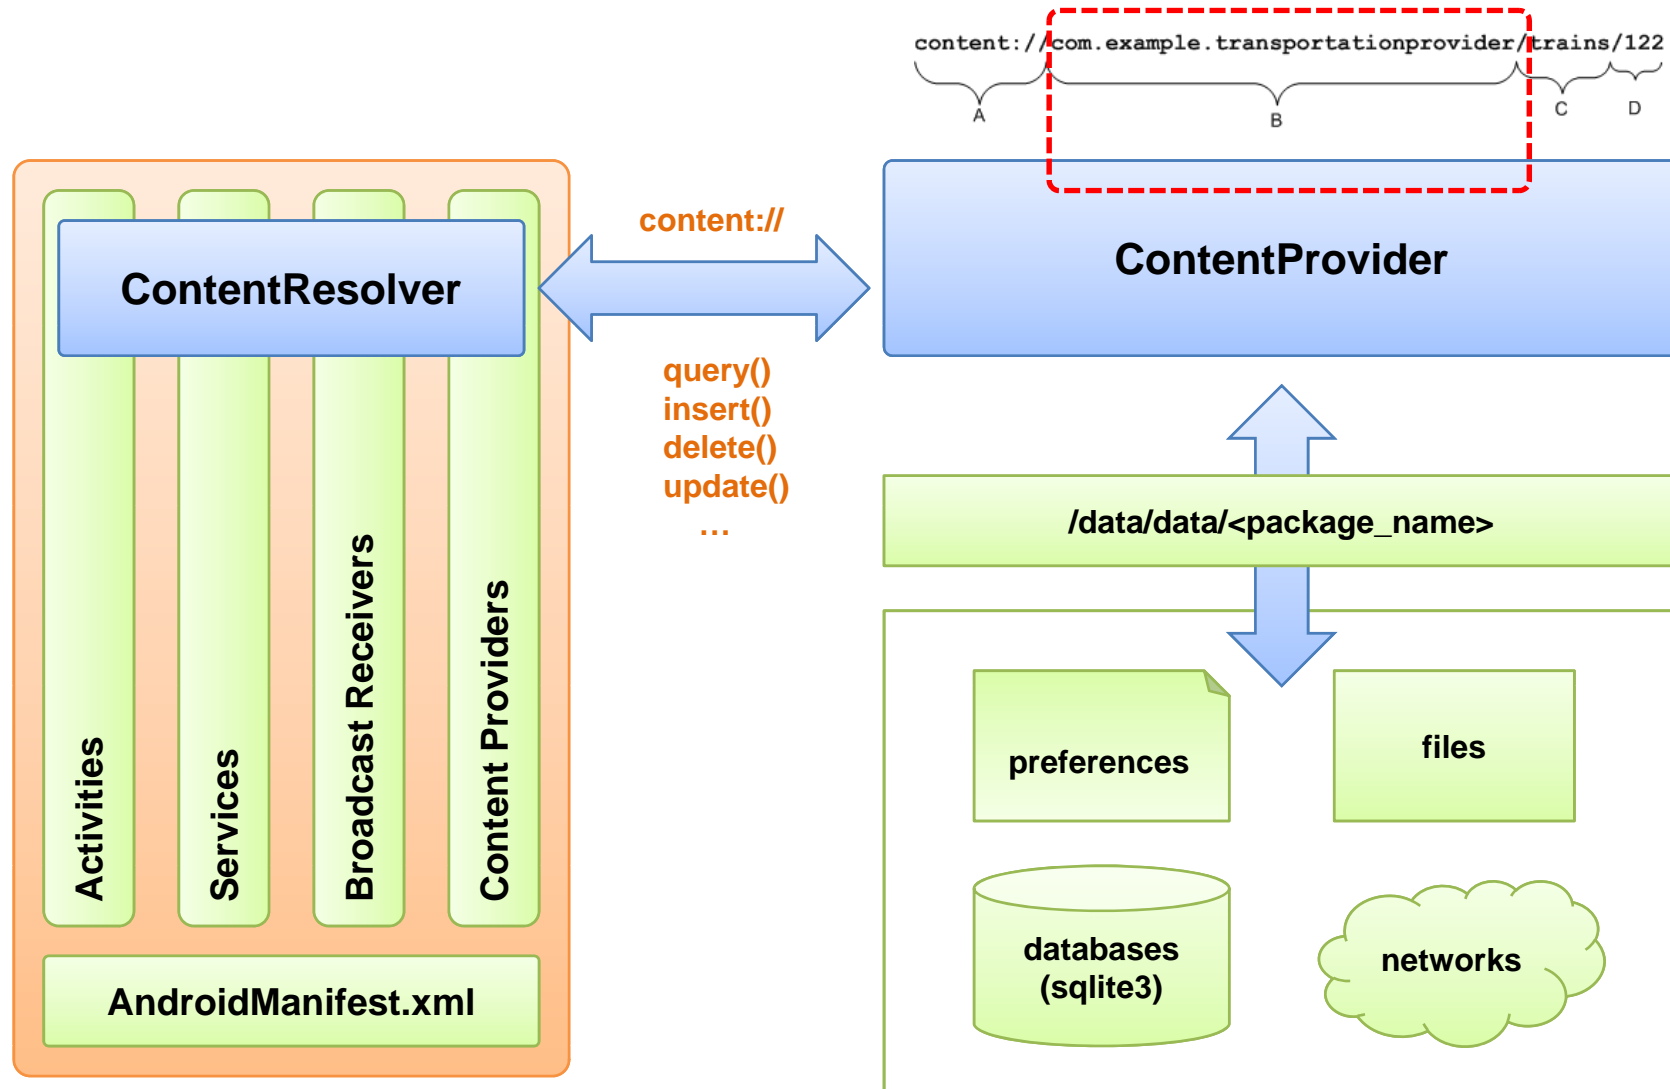 content://com.example.transportationprovider/trains/122
A
B
C
D
content://
ContentResolver
ContentProvider
query()
insert()
delete()
update()
...
Activities
Services
Broadcast Receivers
Content Providers
AndroidManifest.xml
/data/data/<package_name>
preferences
files
databases
(sqlite3)
networks